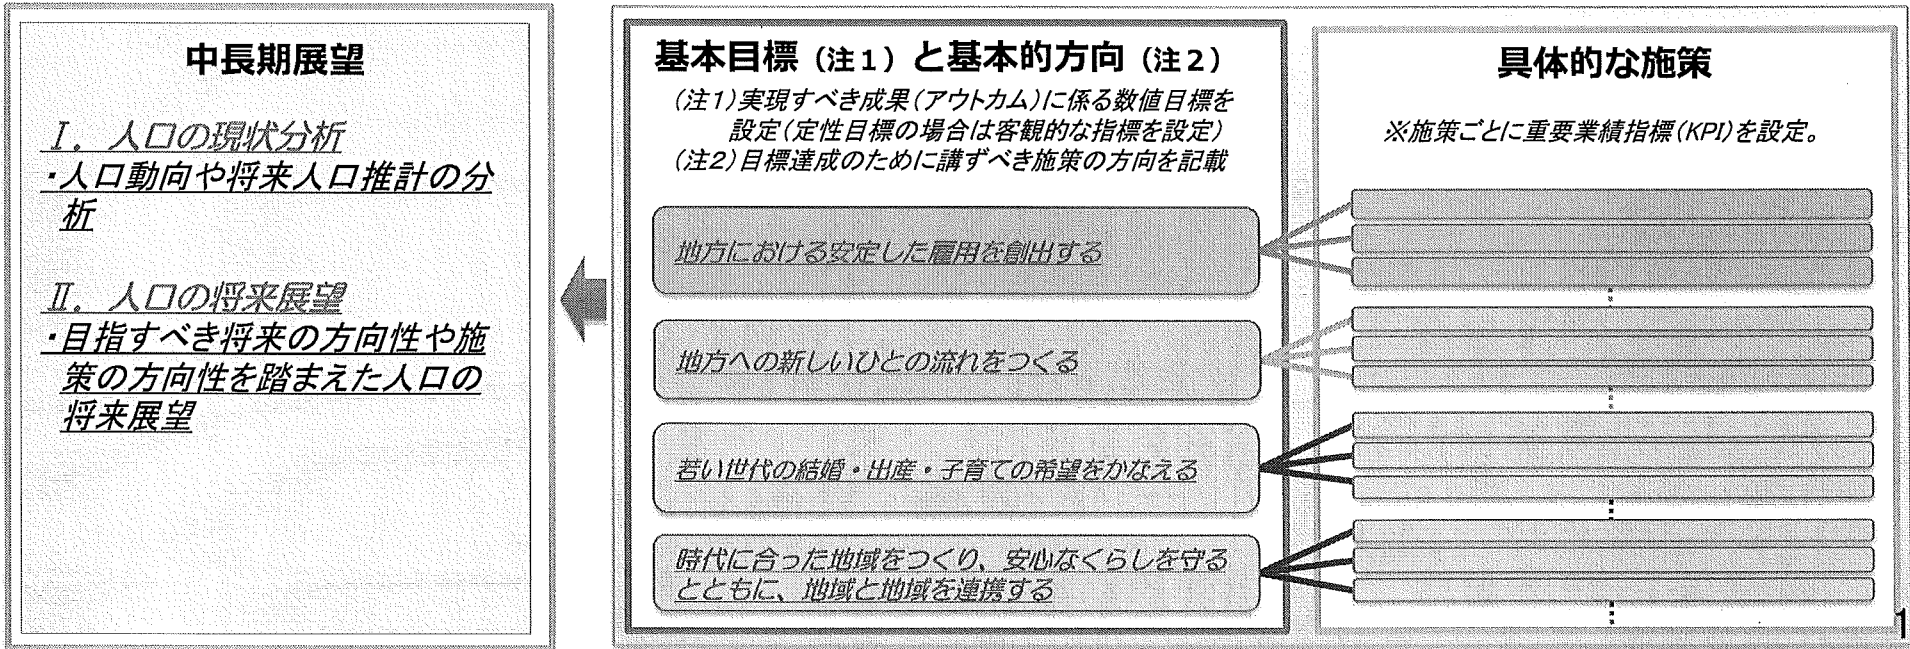 中長期展望
Ⅰ．人口の現状分析
・人口動向や将来人口推計の分
析
Ⅱ．人口の将来展望
・目指すべき将来の方向性や施
策の方向性を踏まえた人口の
将来展望
基本目標（注１）と基本的方向（注２）
(注1)実現すべき成果(アウトカム)に係る数値目標を
設定(定性目標の場合は客観的な指標を設定)
(注2)目標達成のために講ずべき施策の方向を記載
地方における安定した雇用を創出する
地方への新しいひとの流れをつくる
若い世代の結婚・出産・子育ての希望をかなえる
時代に合った地域をつくり、安心なくらしを守る
とともに、地域と地域を連携する
具体的な施策
※施策ごとに重要業績指標(KPI)を設定。
1